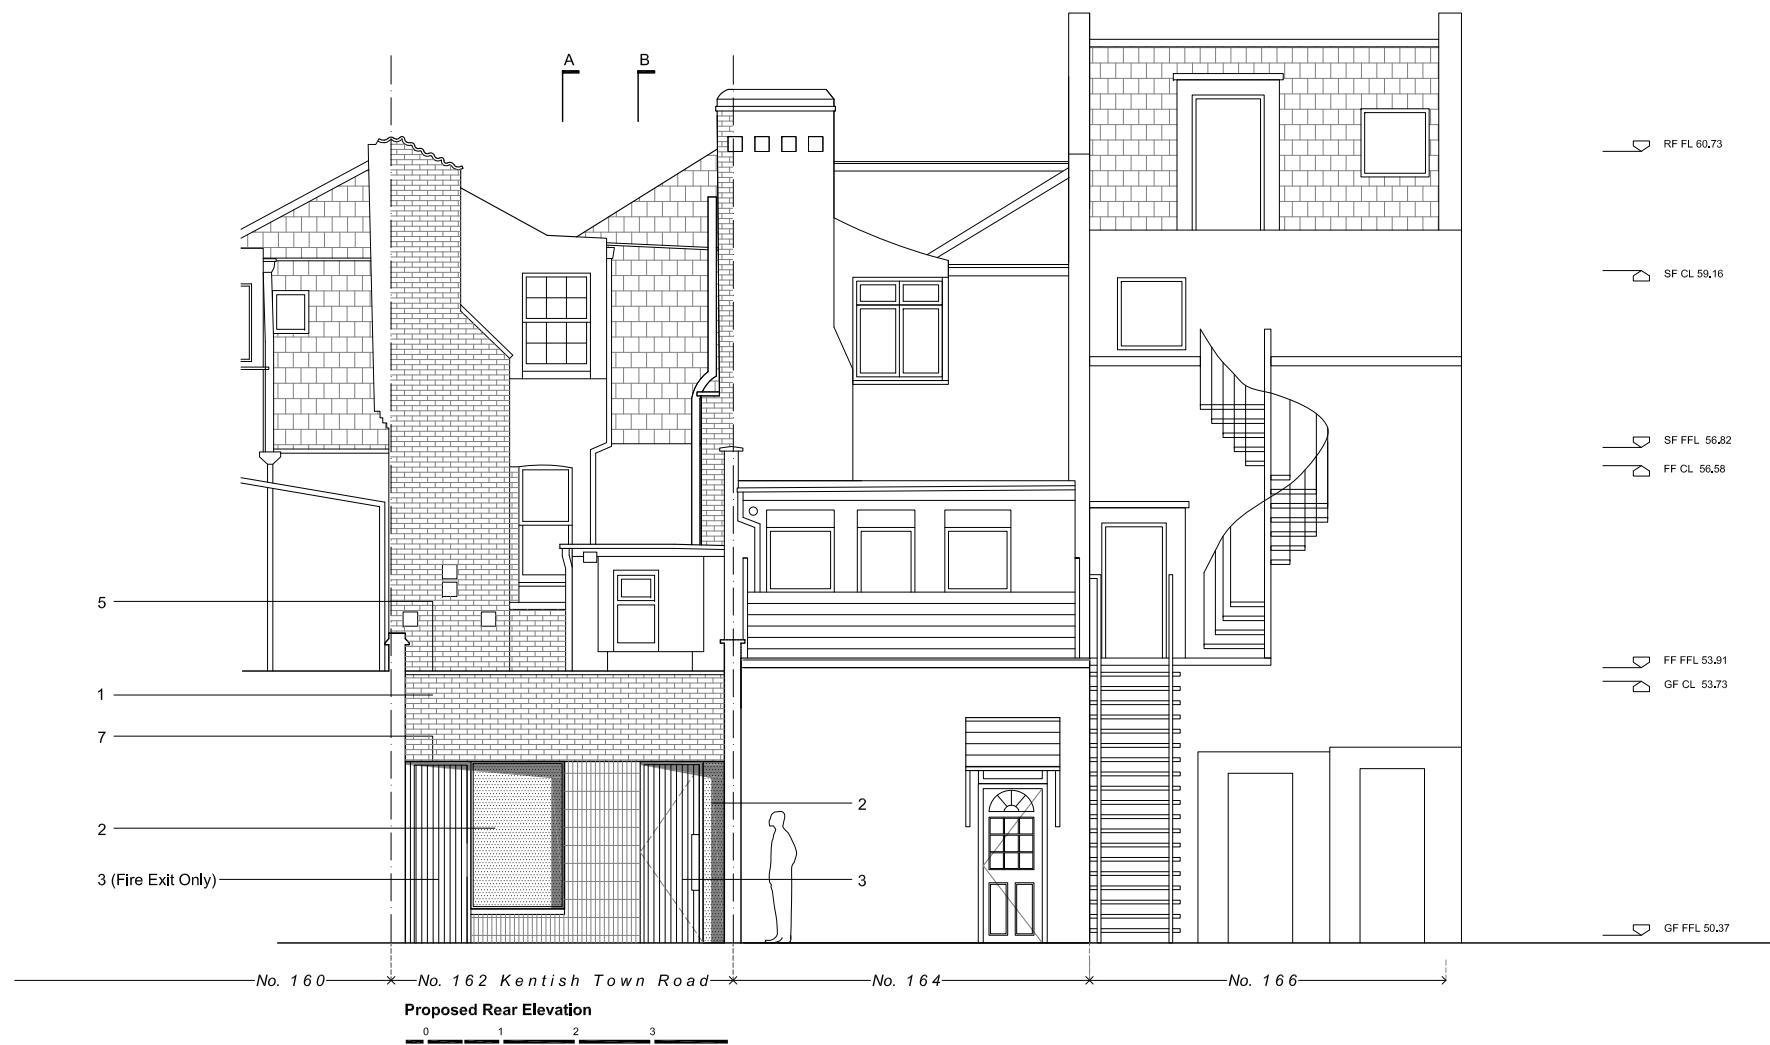 A
B
RF FL 60.73
SF CL 59.16
SF FFL 56.82
FF CL 56.58
5
FF FFL 53.91
1
GF CL 53.73
7
2
2
3 (Fire Exit Only)
3
GF FFL 50.37
No. 160
No. 162 Kentish Town Road
No. 164
No. 166
Proposed Rear Elevation
0 1 2 3